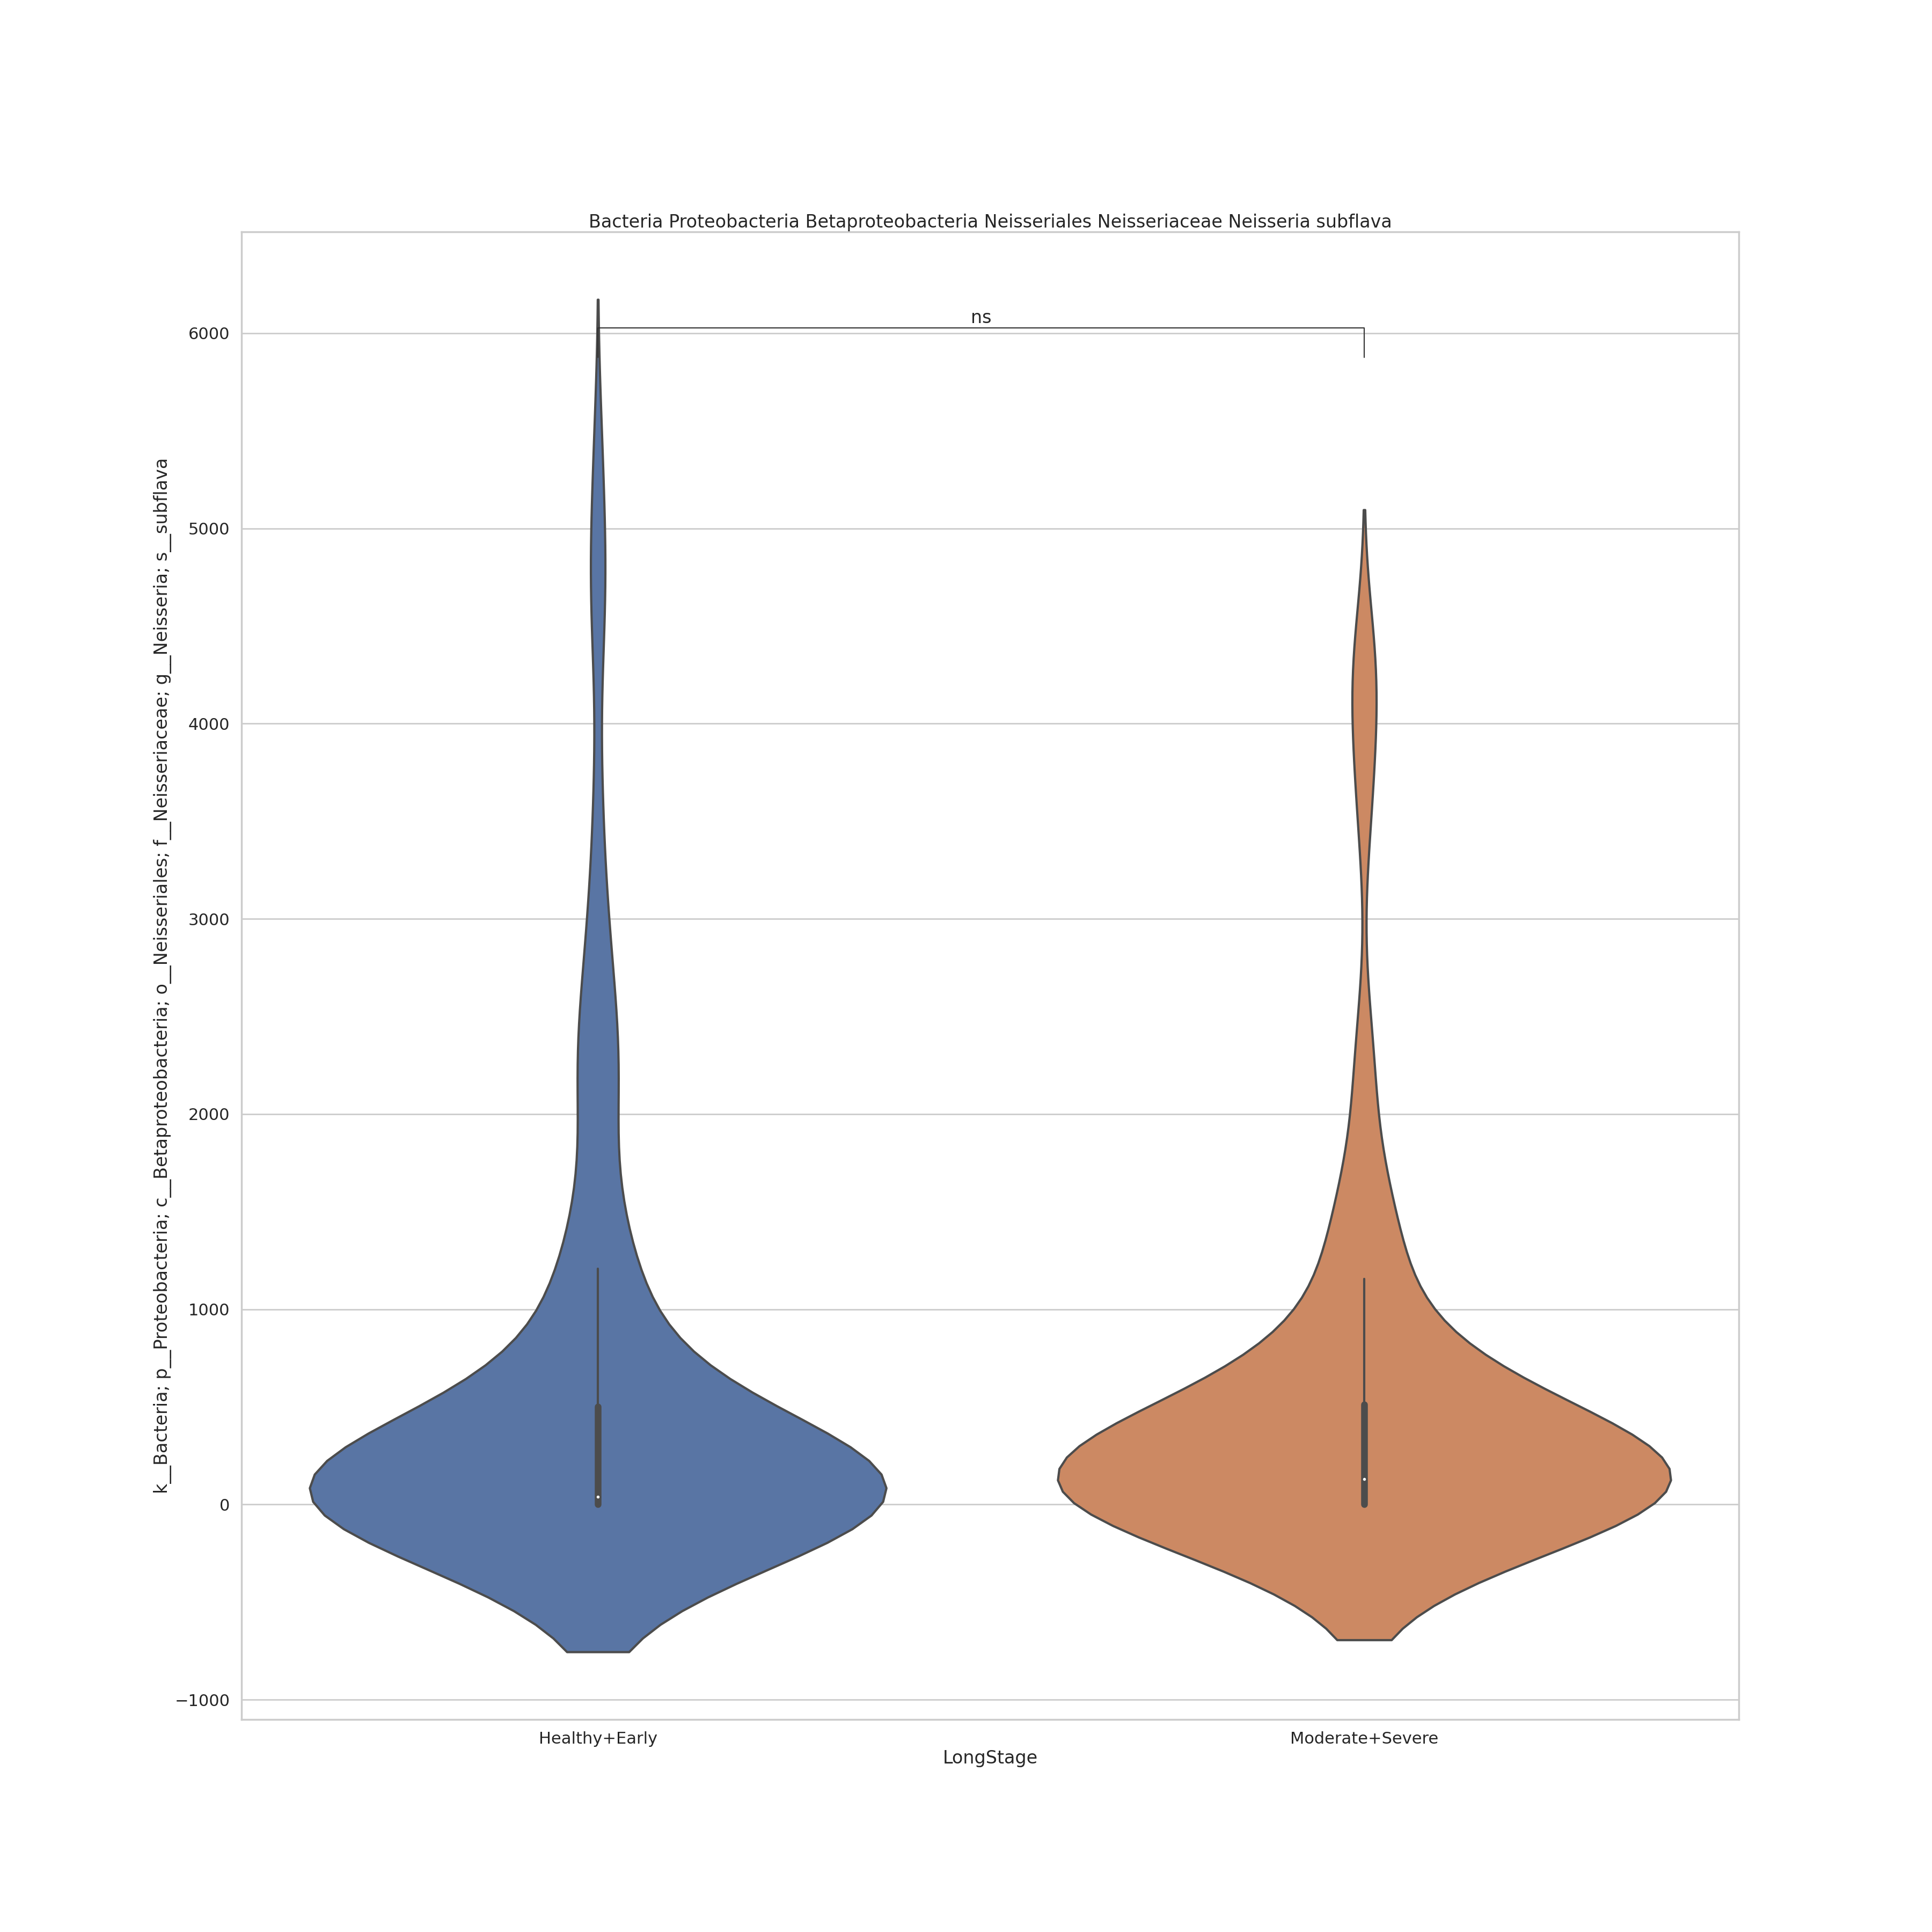 Bacteria Proteobacteria Betaproteobacteria Neisseriales Neisseriaceae Neisseria subflava
ns
k__Bacteria; p__Proteobacteria; c__Betaproteobacteria; o__Neisseriales; f__Neisseriaceae; g__Neisseria; s__subflava
6000
5000
4000
3000
2000
1000
0
−1000
Healthy+Early
Moderate+Severe
LongStage